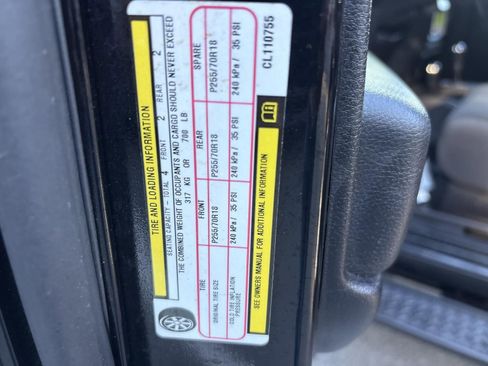 TIRE AND LOADING INFORMATION
SEATING CAPACITY – TOTAL 4 FRONT 2 REAR 2
THE COMBINED WEIGHT OF OCCUPANTS AND CARGO SHOULD NEVER EXCEED
317 KG OR 700 LB
TIRE FRONT REAR SPARE
ORIGINAL TIRE SIZE P255/70R18 P255/70R18 P255/70R18
COLD TIRE INFLATION PRESSURE 240 kPa / 35 PSI 240 kPa / 35 PSI 240 kPa / 35 PSI
SEE OWNERS MANUAL FOR ADDITIONAL INFORMATION
CL110755